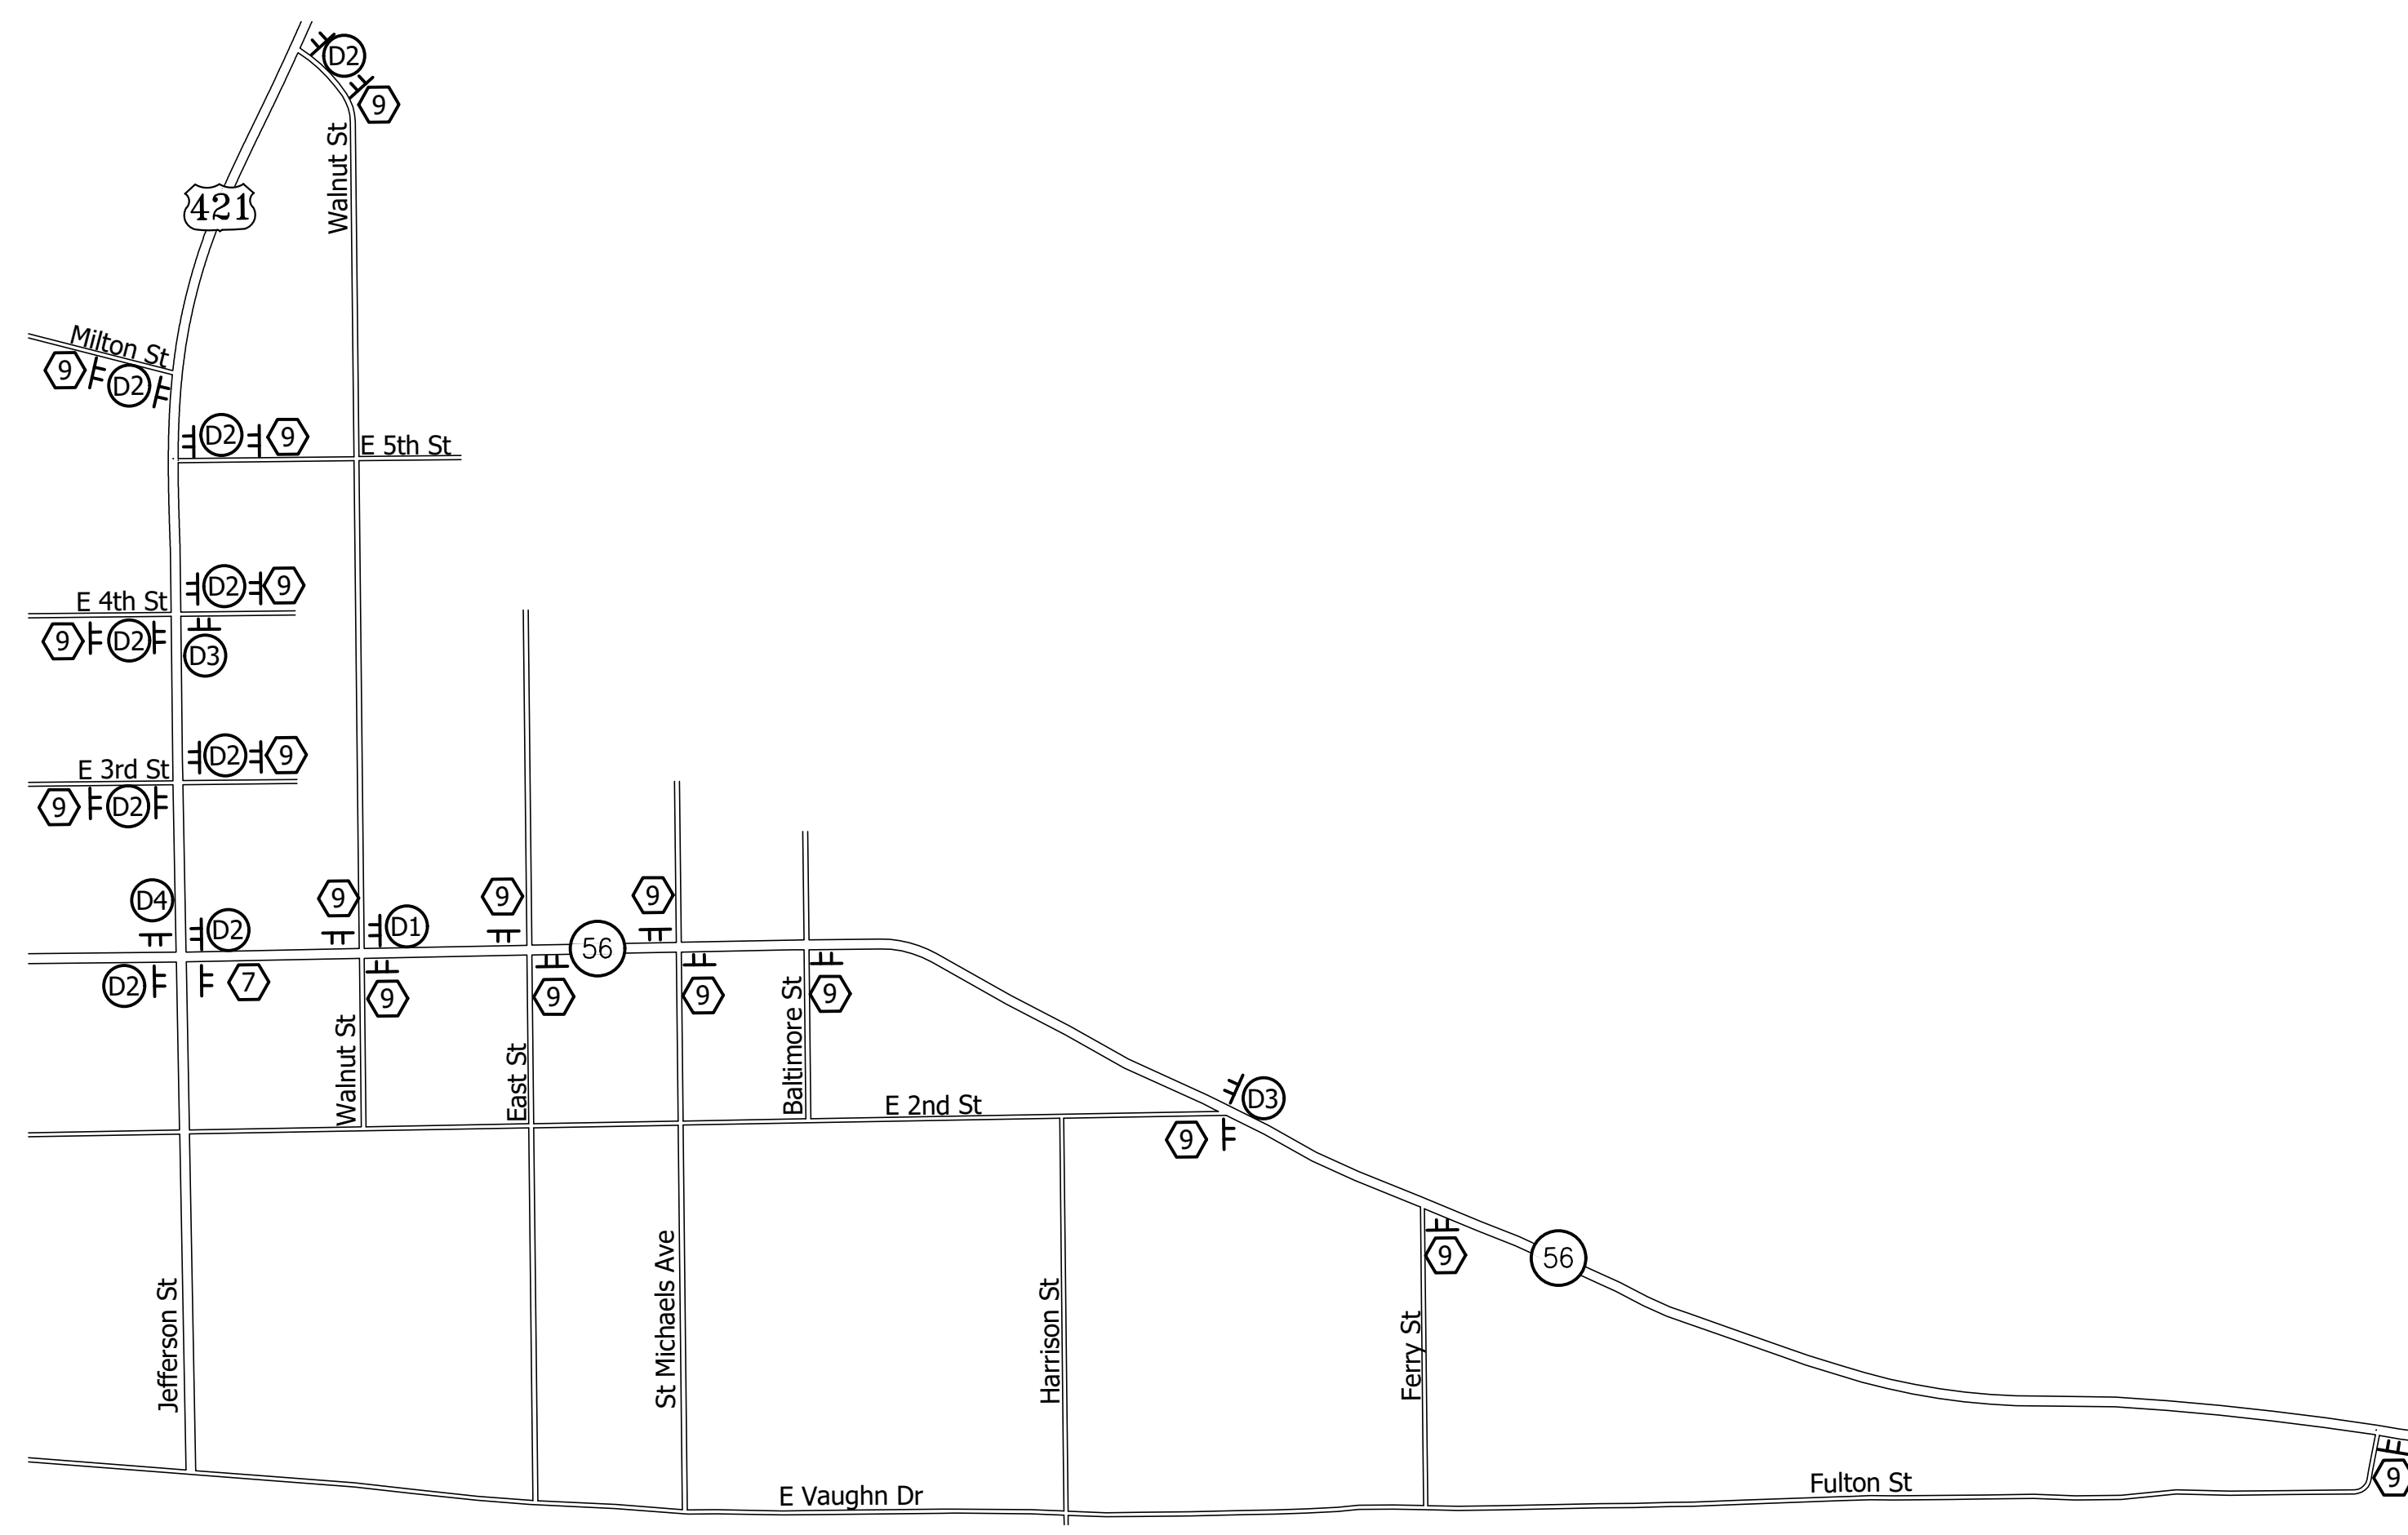 D2
9
Walnut St
421
Milton St
9
D2
D2
9
E 5th St
D2
9
E 4th St
9
D2
D3
D2
9
E 3rd St
9
D2
D4
D2
9
D1
9
9
56
D2
7
9
9
9
9
Walnut St
East St
Baltimore St
E 2nd St
D3
9
9
56
Jefferson St
St Michaels Ave
Harrison St
Ferry St
E Vaughn Dr
Fulton St
9